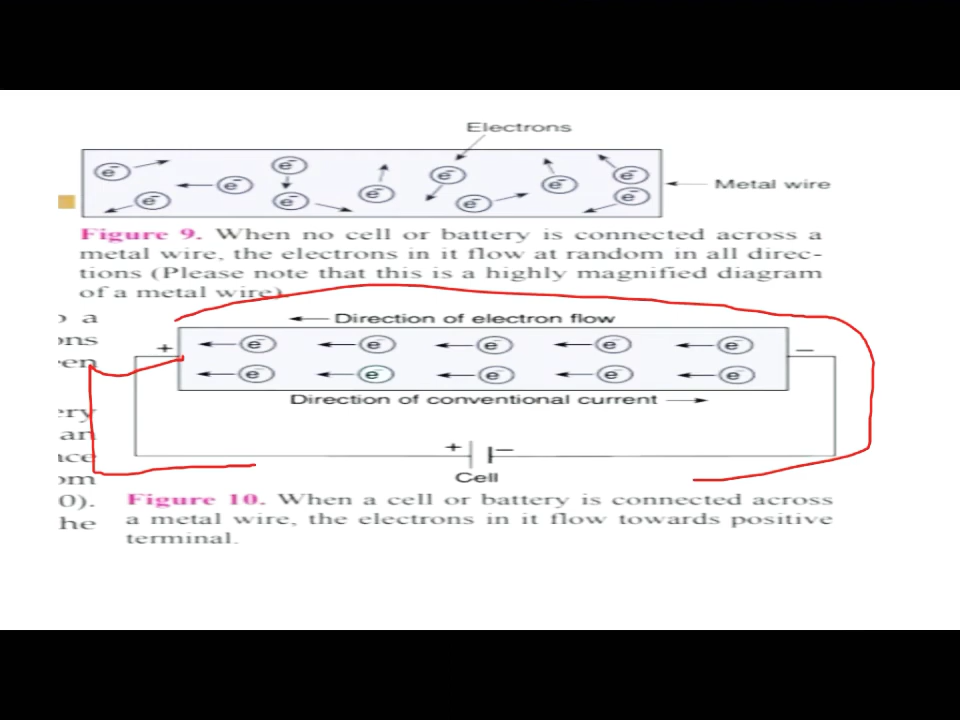 Electrons
e⁻ e⁻ e⁻ e⁻
e⁻ e⁻ Metal wire
e⁻ e⁻ e⁻ e⁻ e⁻
Figure 9. When no cell or battery is connected across a
metal wire, the electrons in it flow at random in all direc-
tions (Please note that this is a highly magnified diagram
of a metal wire).
a
Direction of electron flow
+ e⁻ e⁻ e⁻ e⁻ e⁻ −
e⁻ e⁻ e⁻ e⁻ e⁻
Direction of conventional current
an
+ −
Cell
0).
Figure 10. When a cell or battery is connected across
he
a metal wire, the electrons in it flow towards positive
terminal.